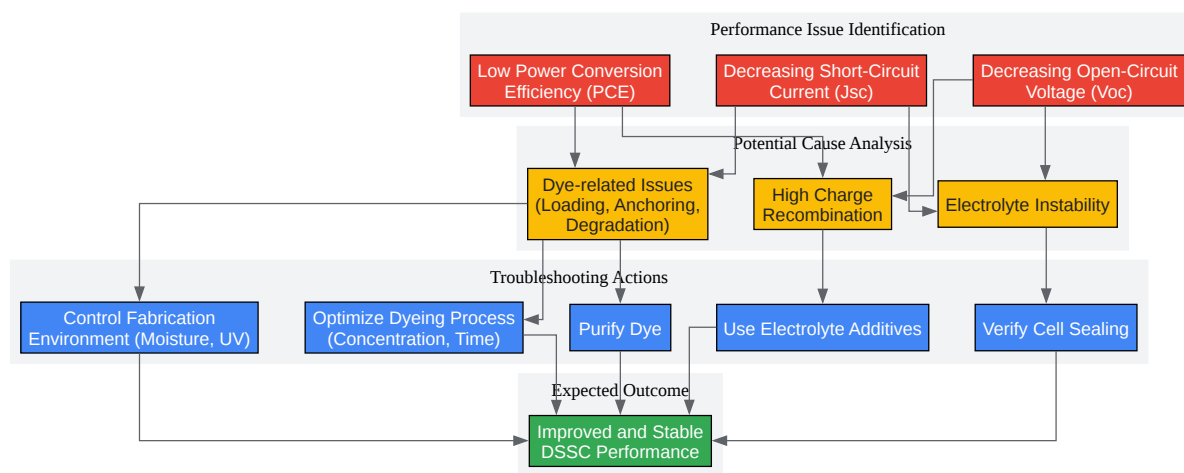 Performance Issue Identification
Low Power Conversion
Efficiency (PCE)
Decreasing Short-Circuit
Current (Jsc)
Decreasing Open-Circuit
Voltage (Voc)
Potential Cause Analysis
Dye-related Issues
(Loading, Anchoring,
Degradation)
High Charge
Recombination
Electrolyte Instability
Troubleshooting Actions
Control Fabrication
Environment (Moisture, UV)
Optimize Dyeing Process
(Concentration, Time)
Purify Dye
Use Electrolyte Additives
Verify Cell Sealing
Expected Outcome
Improved and Stable
DSSC Performance